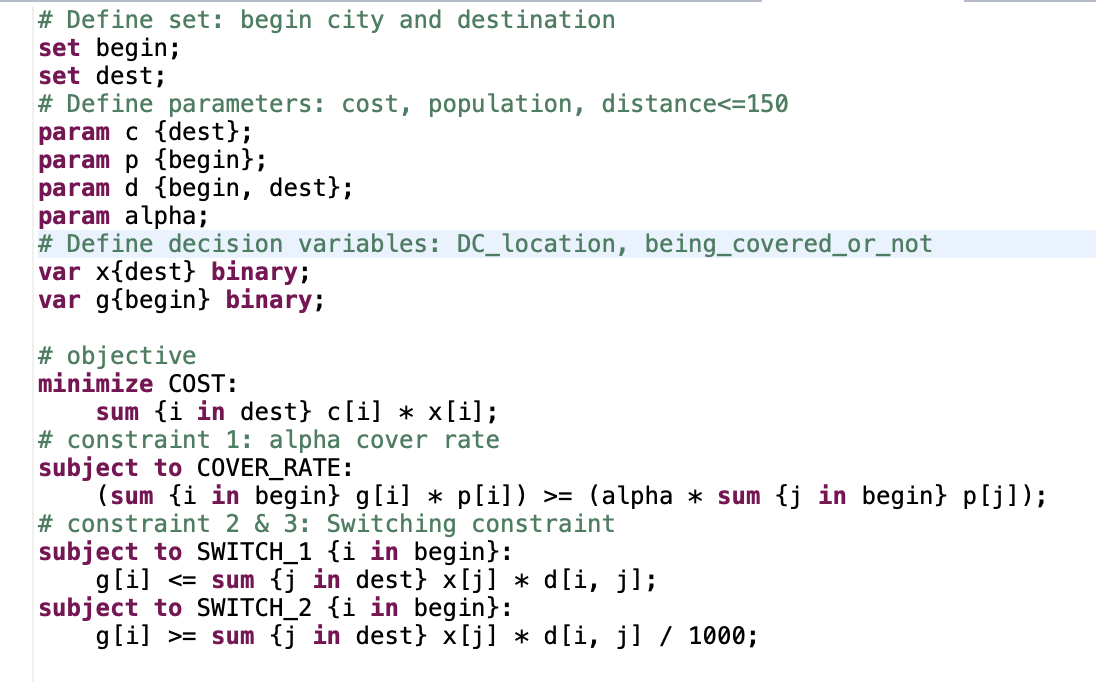 # Define set: begin city and destination
set begin;
set dest;
# Define parameters: cost, population, distance<=150
param c {dest};
param p {begin};
param d {begin, dest};
param alpha;
# Define decision variables: DC_location, being_covered_or_not
var x{dest} binary;
var g{begin} binary;
# objective
minimize COST:
sum {i in dest} c[i] * x[i];
# constraint 1: alpha cover rate
subject to COVER_RATE:
(sum {i in begin} g[i] * p[i]) >= (alpha * sum {j in begin} p[j]);
# constraint 2 & 3: Switching constraint
subject to SWITCH_1 {i in begin}:
g[i] <= sum {j in dest} x[j] * d[i, j];
subject to SWITCH_2 {i in begin}:
g[i] >= sum {j in dest} x[j] * d[i, j] / 1000;